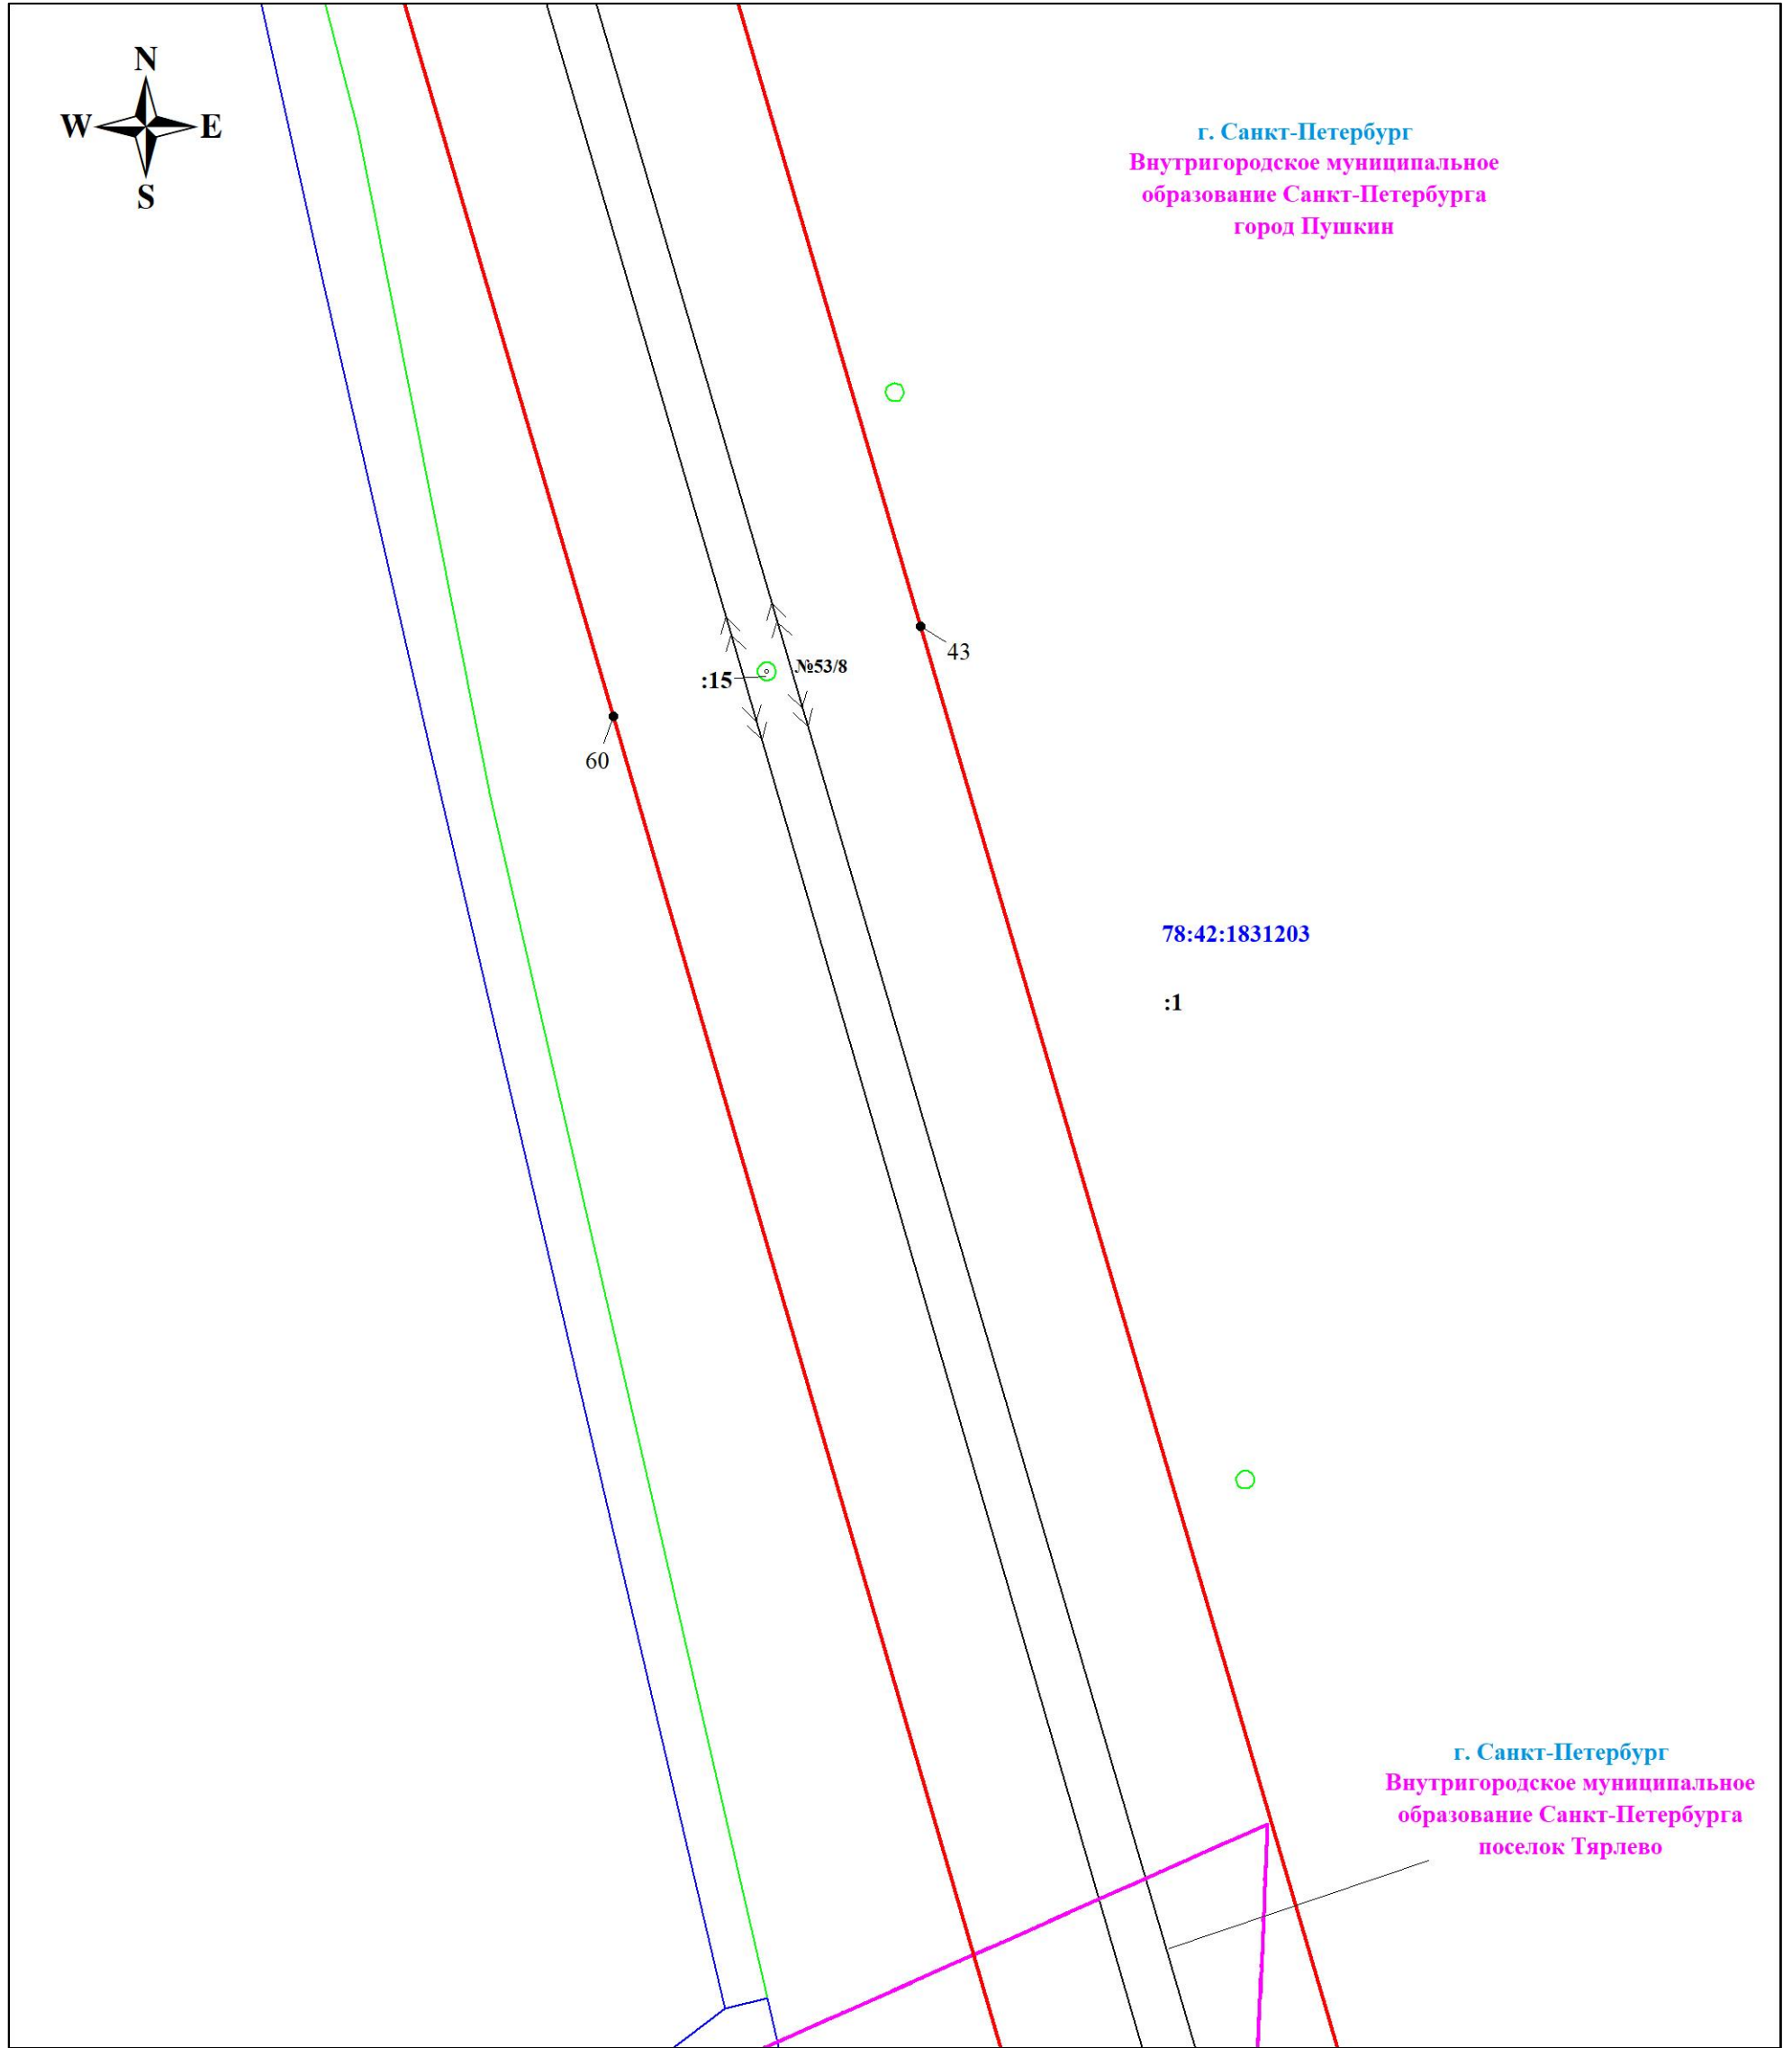 N
W E
S
г. Санкт-Петербург
Внутригородское муниципальное
образование Санкт-Петербурга
город Пушкин
43
№53/8
:15
60
78:42:1831203
:1
г. Санкт-Петербург
Внутригородское муниципальное
образование Санкт-Петербурга
поселок Тярлево